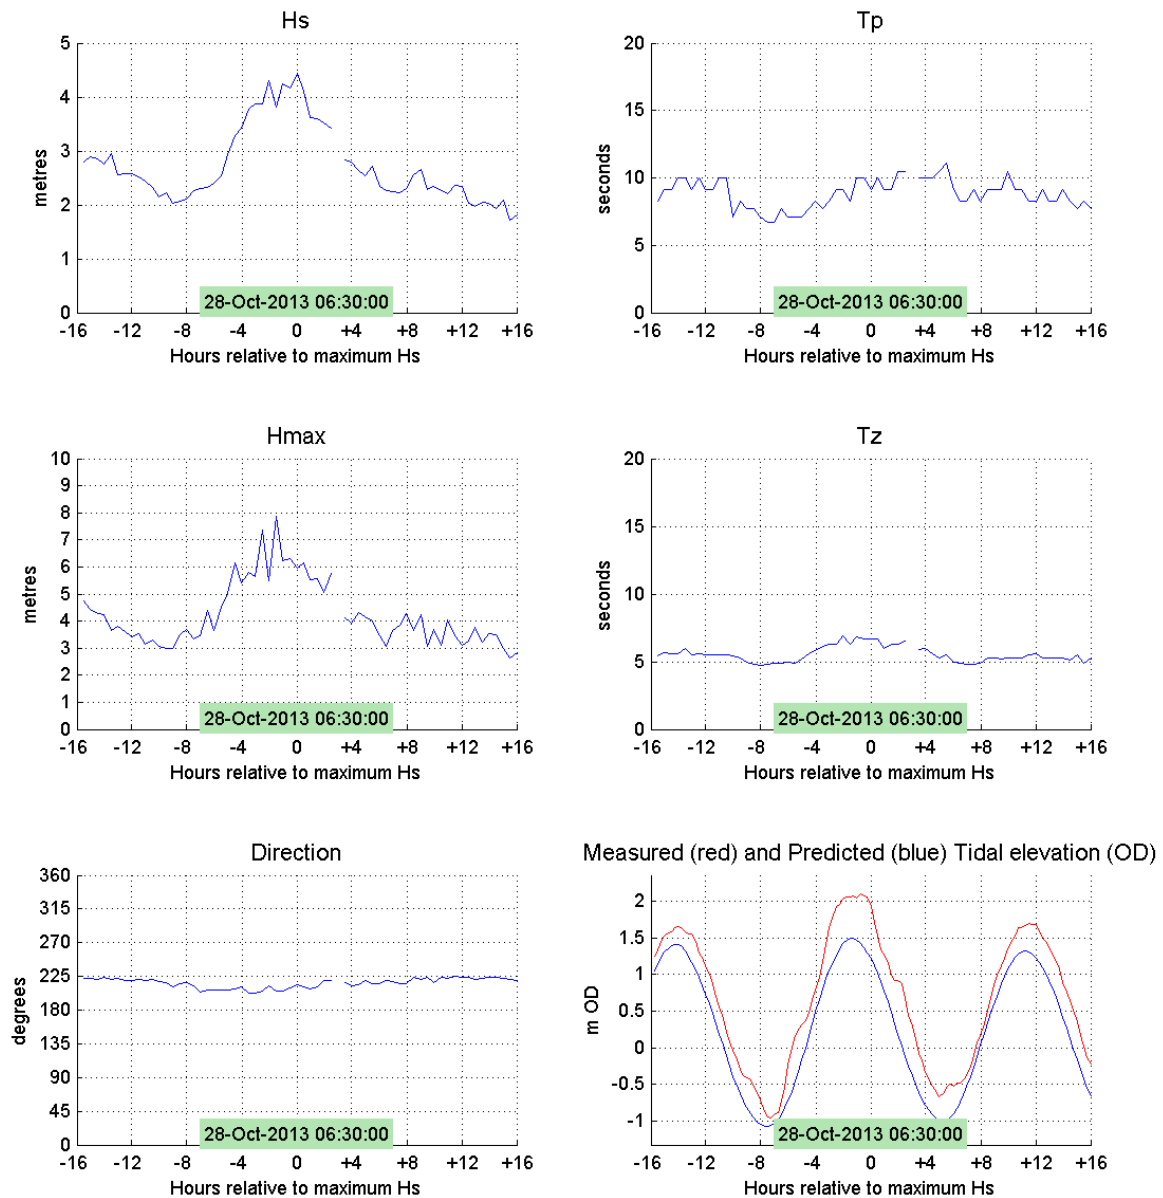 Hs
5
4
3
2
1
0
metres
28-Oct-2013 06:30:00
-16 -12 -8 -4 0 +4 +8 +12 +16
Hours relative to maximum Hs
Tp
20
15
10
5
0
seconds
28-Oct-2013 06:30:00
-16 -12 -8 -4 0 +4 +8 +12 +16
Hours relative to maximum Hs
Hmax
10
9
8
7
6
5
4
3
2
1
0
metres
28-Oct-2013 06:30:00
-16 -12 -8 -4 0 +4 +8 +12 +16
Hours relative to maximum Hs
Tz
20
15
10
5
0
seconds
28-Oct-2013 06:30:00
-16 -12 -8 -4 0 +4 +8 +12 +16
Hours relative to maximum Hs
Direction
360
315
270
225
180
135
90
45
0
degrees
28-Oct-2013 06:30:00
-16 -12 -8 -4 0 +4 +8 +12 +16
Hours relative to maximum Hs
Measured (red) and Predicted (blue) Tidal elevation (OD)
2
1.5
1
0.5
0
-0.5
-1
m OD
28-Oct-2013 06:30:00
-16 -12 -8 -4 0 +4 +8 +12 +16
Hours relative to maximum Hs